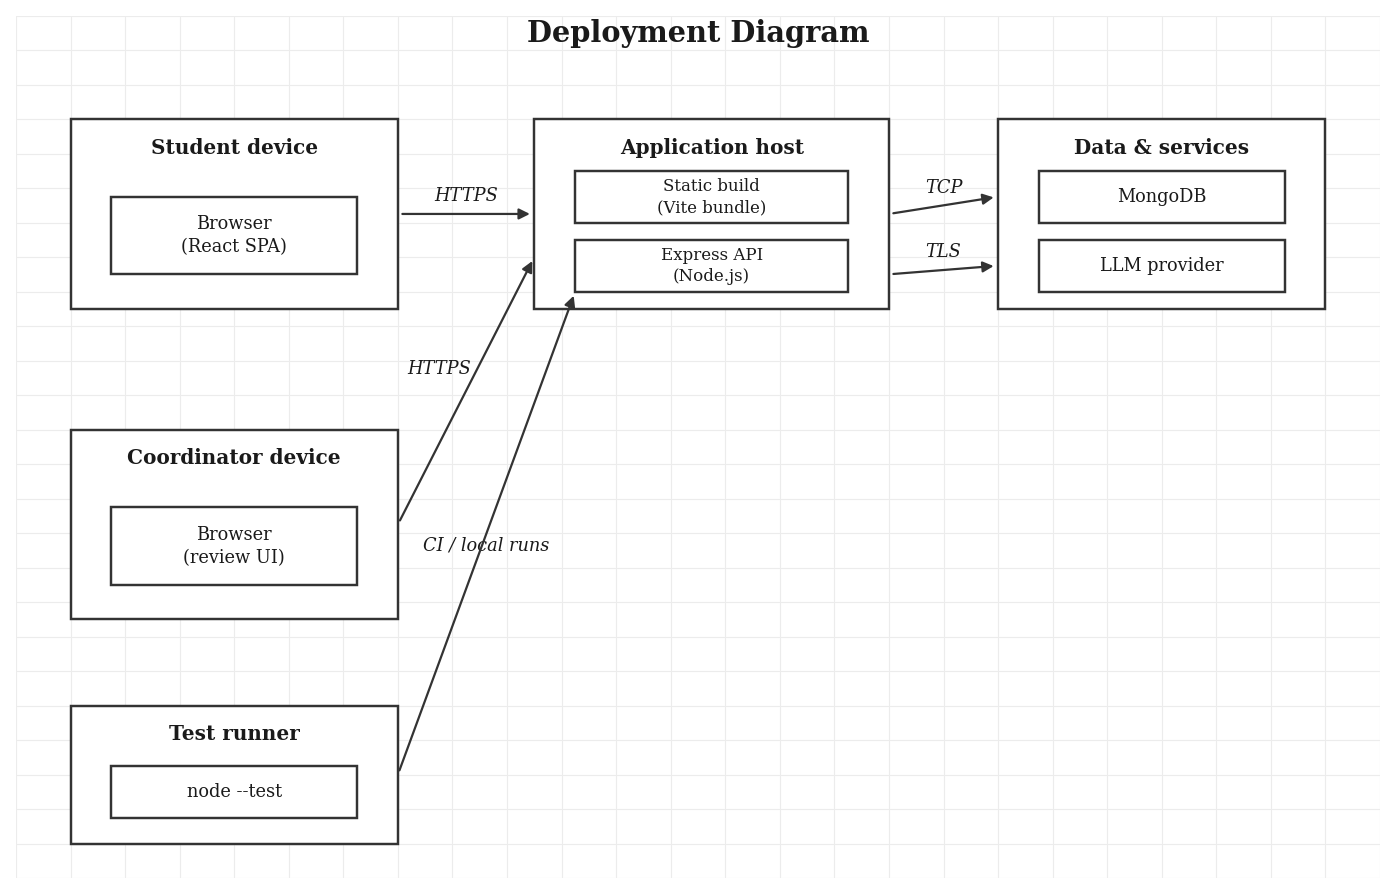 Deployment Diagram
Student device
Browser
(React SPA)
HTTPS
Application host
Static build
(Vite bundle)
Express API
(Node.js)
TCP
TLS
Data & services
MongoDB
LLM provider
HTTPS
Coordinator device
Browser
(review UI)
CI / local runs
Test runner
node --test